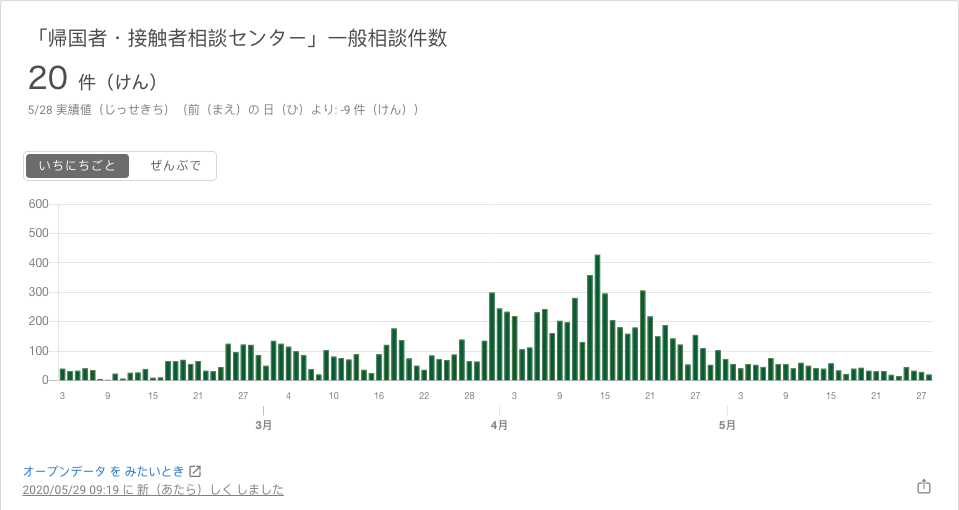 「帰国者・接触者相談センター」一般相談件数
20 件（けん）
5/28 実績値（じっせきち）（前（まえ）の 日（ひ）より: -9 件（けん））
いちにちごと ぜんぶで
600
500
400
300
200
100
0
3 9 15 21 27 4 10 16 22 28 3 9 15 21 27 3 9 15 21 27
3月 4月 5月
オープンデータ を みたいとき
2020/05/29 09:19 に 新（あたら）しく しました